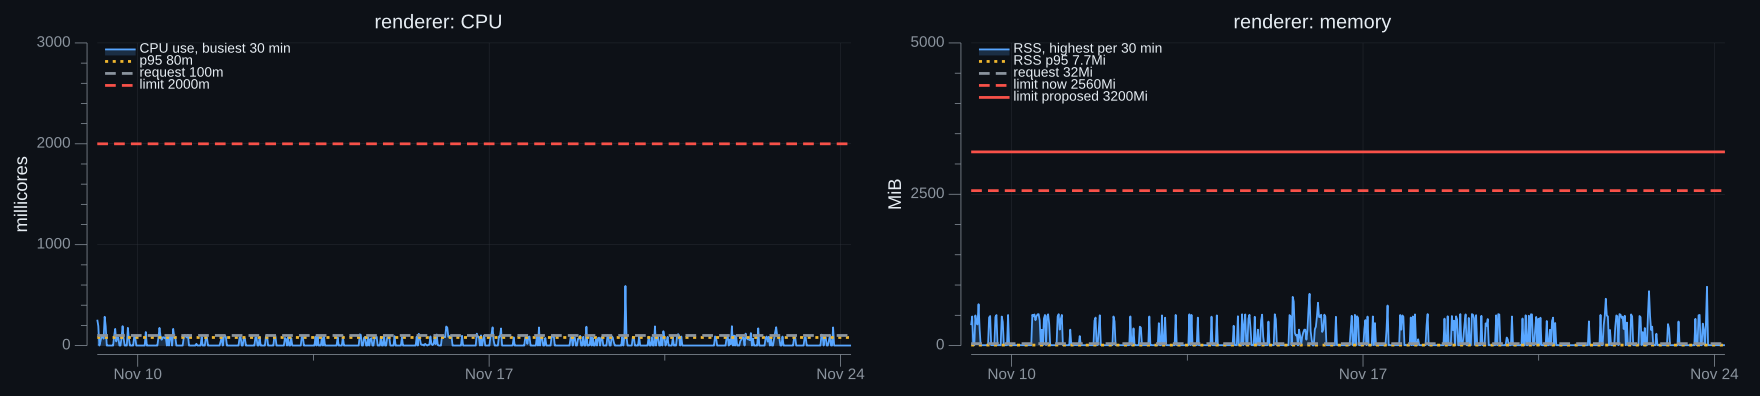 renderer: CPU
3000
2000
1000
0
millicores
CPU use, busiest 30 min
p95 80m
request 100m
limit 2000m
Nov 10
Nov 17
Nov 24
renderer: memory
5000
2500
0
MiB
RSS, highest per 30 min
RSS p95 7.7Mi
request 32Mi
limit now 2560Mi
limit proposed 3200Mi
Nov 10
Nov 17
Nov 24